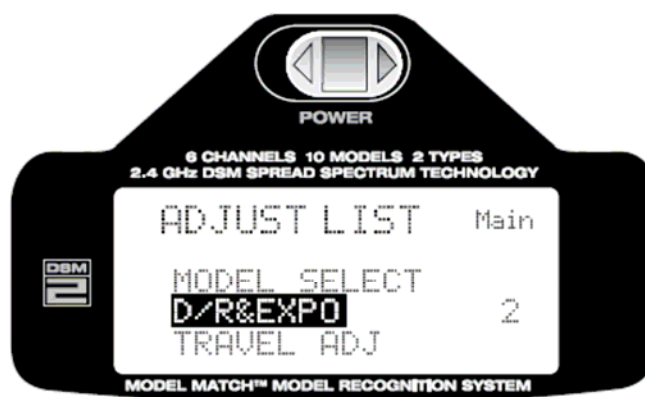 POWER
6 CHANNELS 10 MODELS 2 TYPES
2.4 GHz DSM SPREAD SPECTRUM TECHNOLOGY
ADJUST LIST Main
DSM
2
MODEL SELECT
D/R&EXPO 2
TRAVEL ADJ
MODEL MATCH™ MODEL RECOGNITION SYSTEM